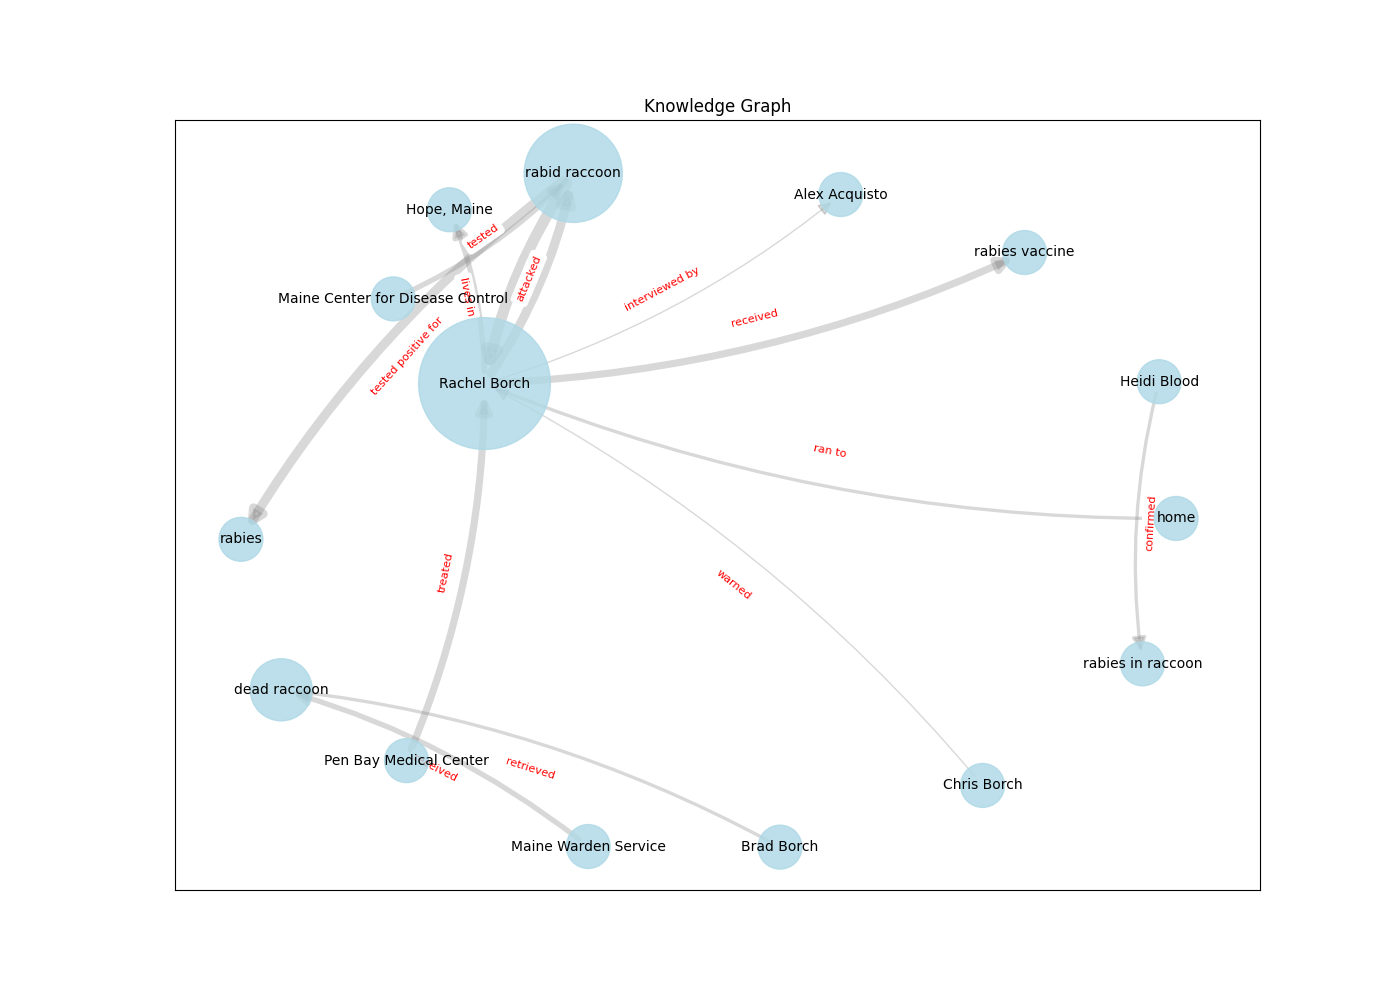 Knowledge Graph
rabid raccoon
Alex Acquisto
Hope, Maine
tested
rabies vaccine
attacked
interviewed by
lives in
Maine Center for Disease Control
received
tested positive for
Rachel Borch
Heidi Blood
ran to
home
confirmed
rabies
treated
warned
rabies in raccoon
dead raccoon
Pen Bay Medical Center
eived
retrieved
Chris Borch
Maine Warden Service
Brad Borch